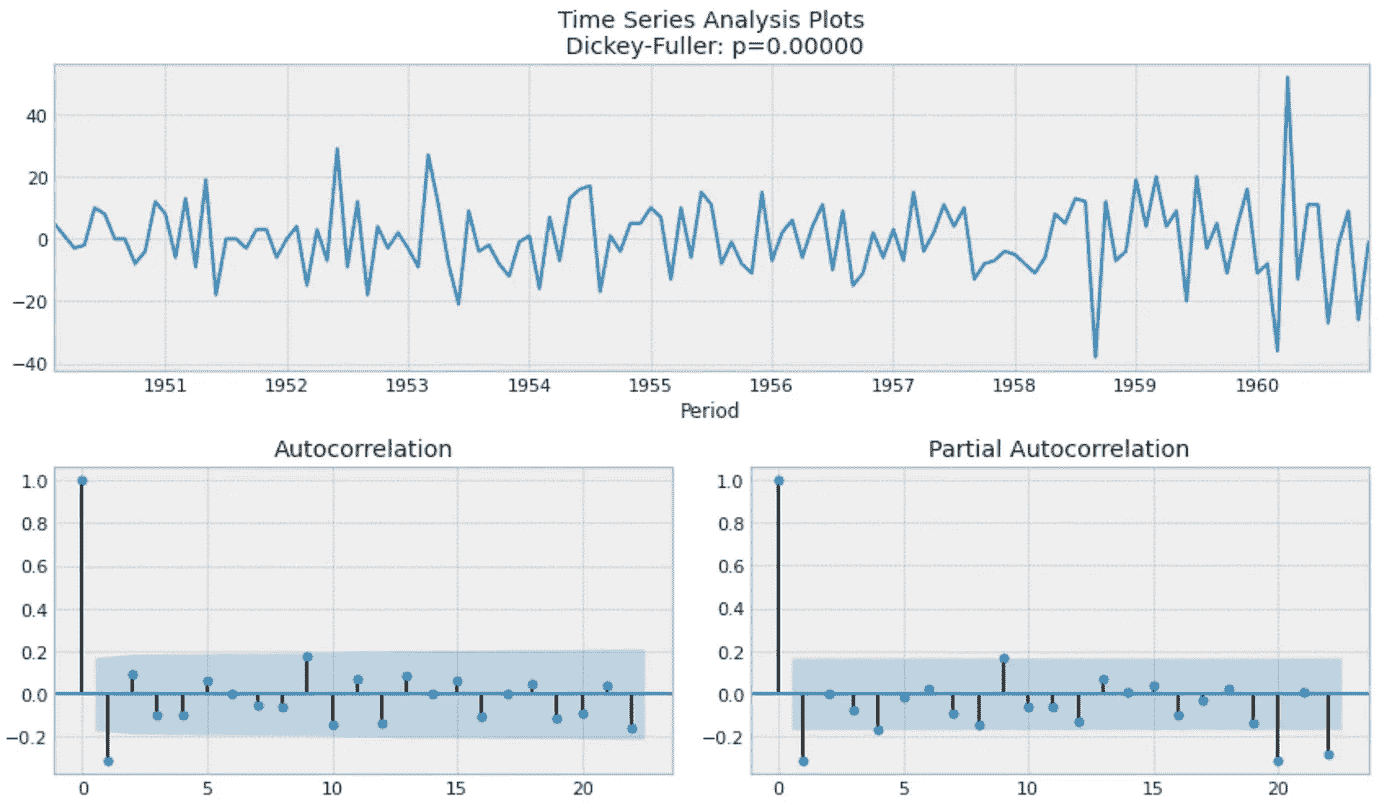 Time Series Analysis Plots
Dickey-Fuller: p=0.00000
40
20
0
−20
−40
1951 1952 1953 1954 1955 1956 1957 1958 1959 1960
Period
Autocorrelation
1.0
0.8
0.6
0.4
0.2
0.0
−0.2
0 5 10 15 20
Partial Autocorrelation
1.0
0.8
0.6
0.4
0.2
0.0
−0.2
0 5 10 15 20